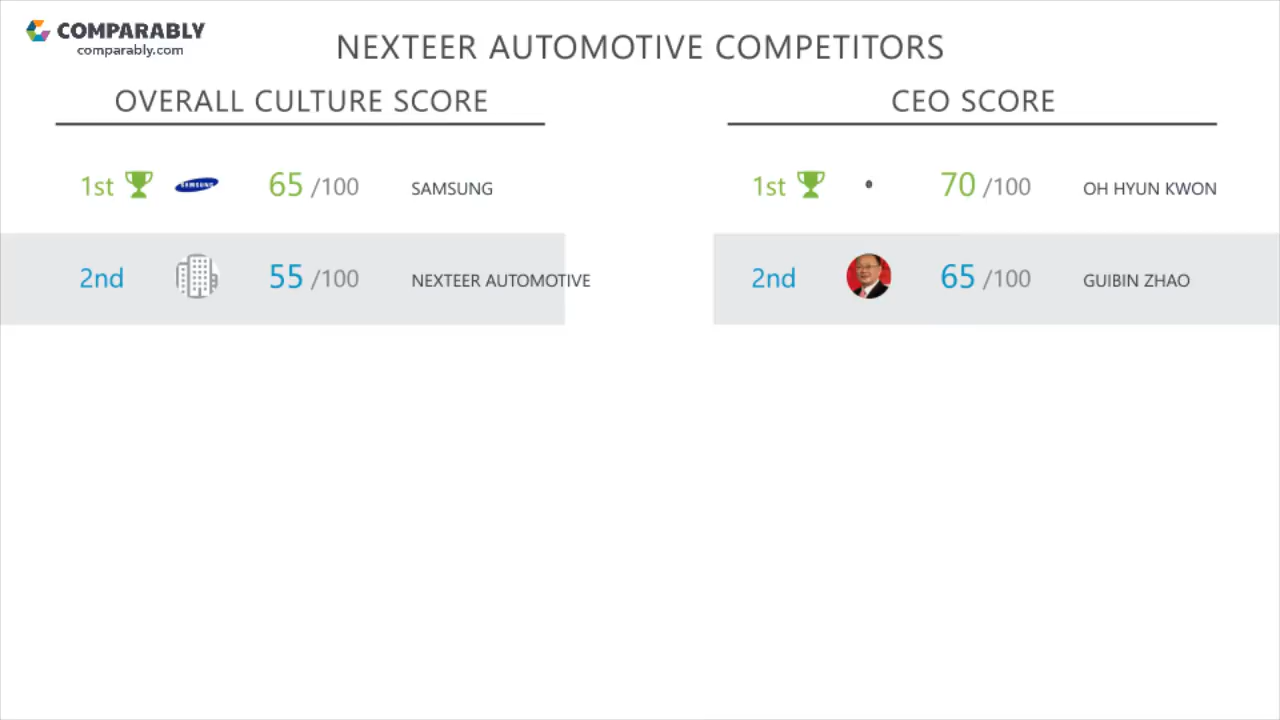 COMPARABLY
comparably.com
NEXTEER AUTOMOTIVE COMPETITORS
OVERALL CULTURE SCORE
1st SAMSUNG 65 /100 SAMSUNG
2nd 55 /100 NEXTEER AUTOMOTIVE
CEO SCORE
1st 70 /100 OH HYUN KWON
2nd 65 /100 GUIBIN ZHAO